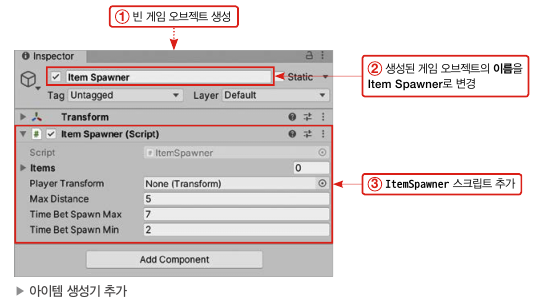 ① 빈 게임 오브젝트 생성
Inspector
Item Spawner
Static
Tag Untagged Layer Default
② 생성된 게임 오브젝트의 이름을
Item Spawner로 변경
Transform
# Item Spawner (Script)
Script # ItemSpawner
Items 0
Player Transform None (Transform)
③ ItemSpawner 스크립트 추가
Max Distance 5
Time Bet Spawn Max 7
Time Bet Spawn Min 2
Add Component
▶ 아이템 생성기 추가